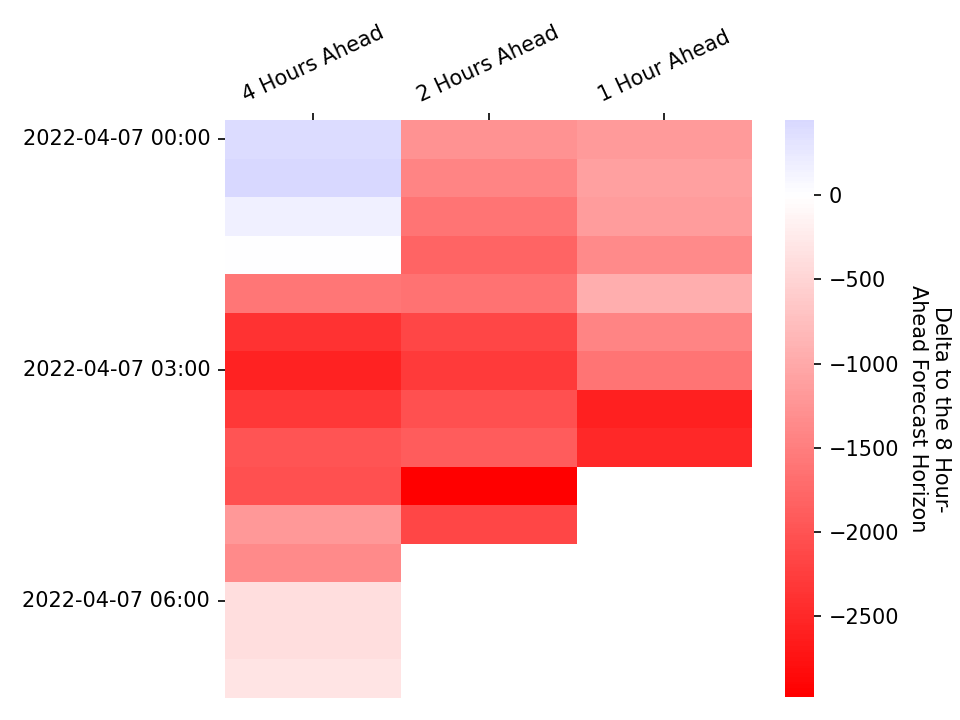 4 Hours Ahead
2 Hours Ahead
1 Hour Ahead
2022-04-07 00:00
2022-04-07 03:00
2022-04-07 06:00
0
−500
−1000
−1500
−2000
−2500
Delta to the 8 Hour-
Ahead Forecast Horizon